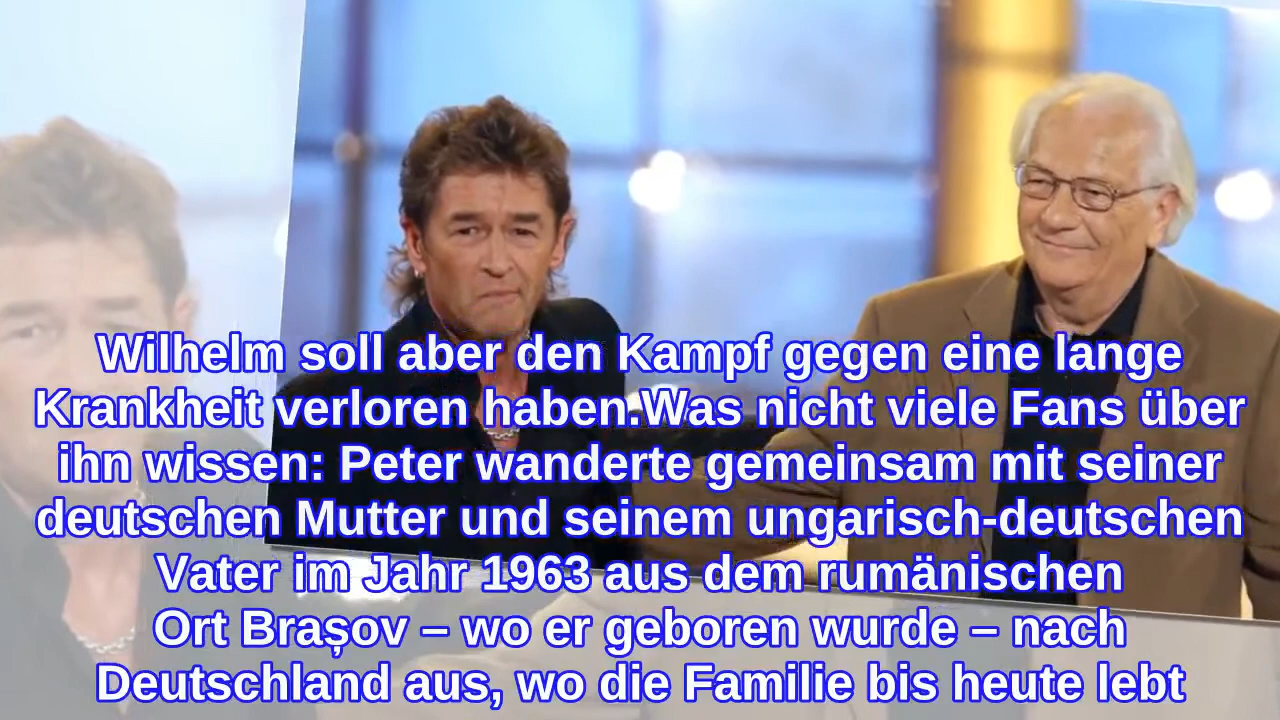 Wilhelm soll aber den Kampf gegen eine lange
Krankheit verloren haben.Was nicht viele Fans über
ihn wissen: Peter wanderte gemeinsam mit seiner
deutschen Mutter und seinem ungarisch-deutschen
Vater im Jahr 1963 aus dem rumänischen
Ort Brașov – wo er geboren wurde – nach
Deutschland aus, wo die Familie bis heute lebt